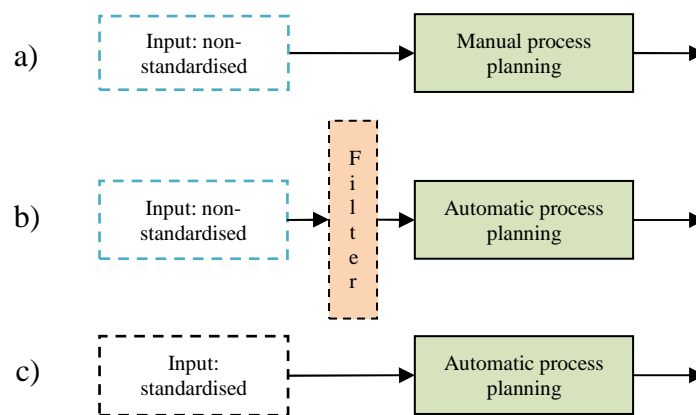 a)
Input: non-
standardised
Manual process
planning
b)
Input: non-
standardised
F
i
l
t
e
r
Automatic process
planning
c)
Input:
standardised
Automatic process
planning